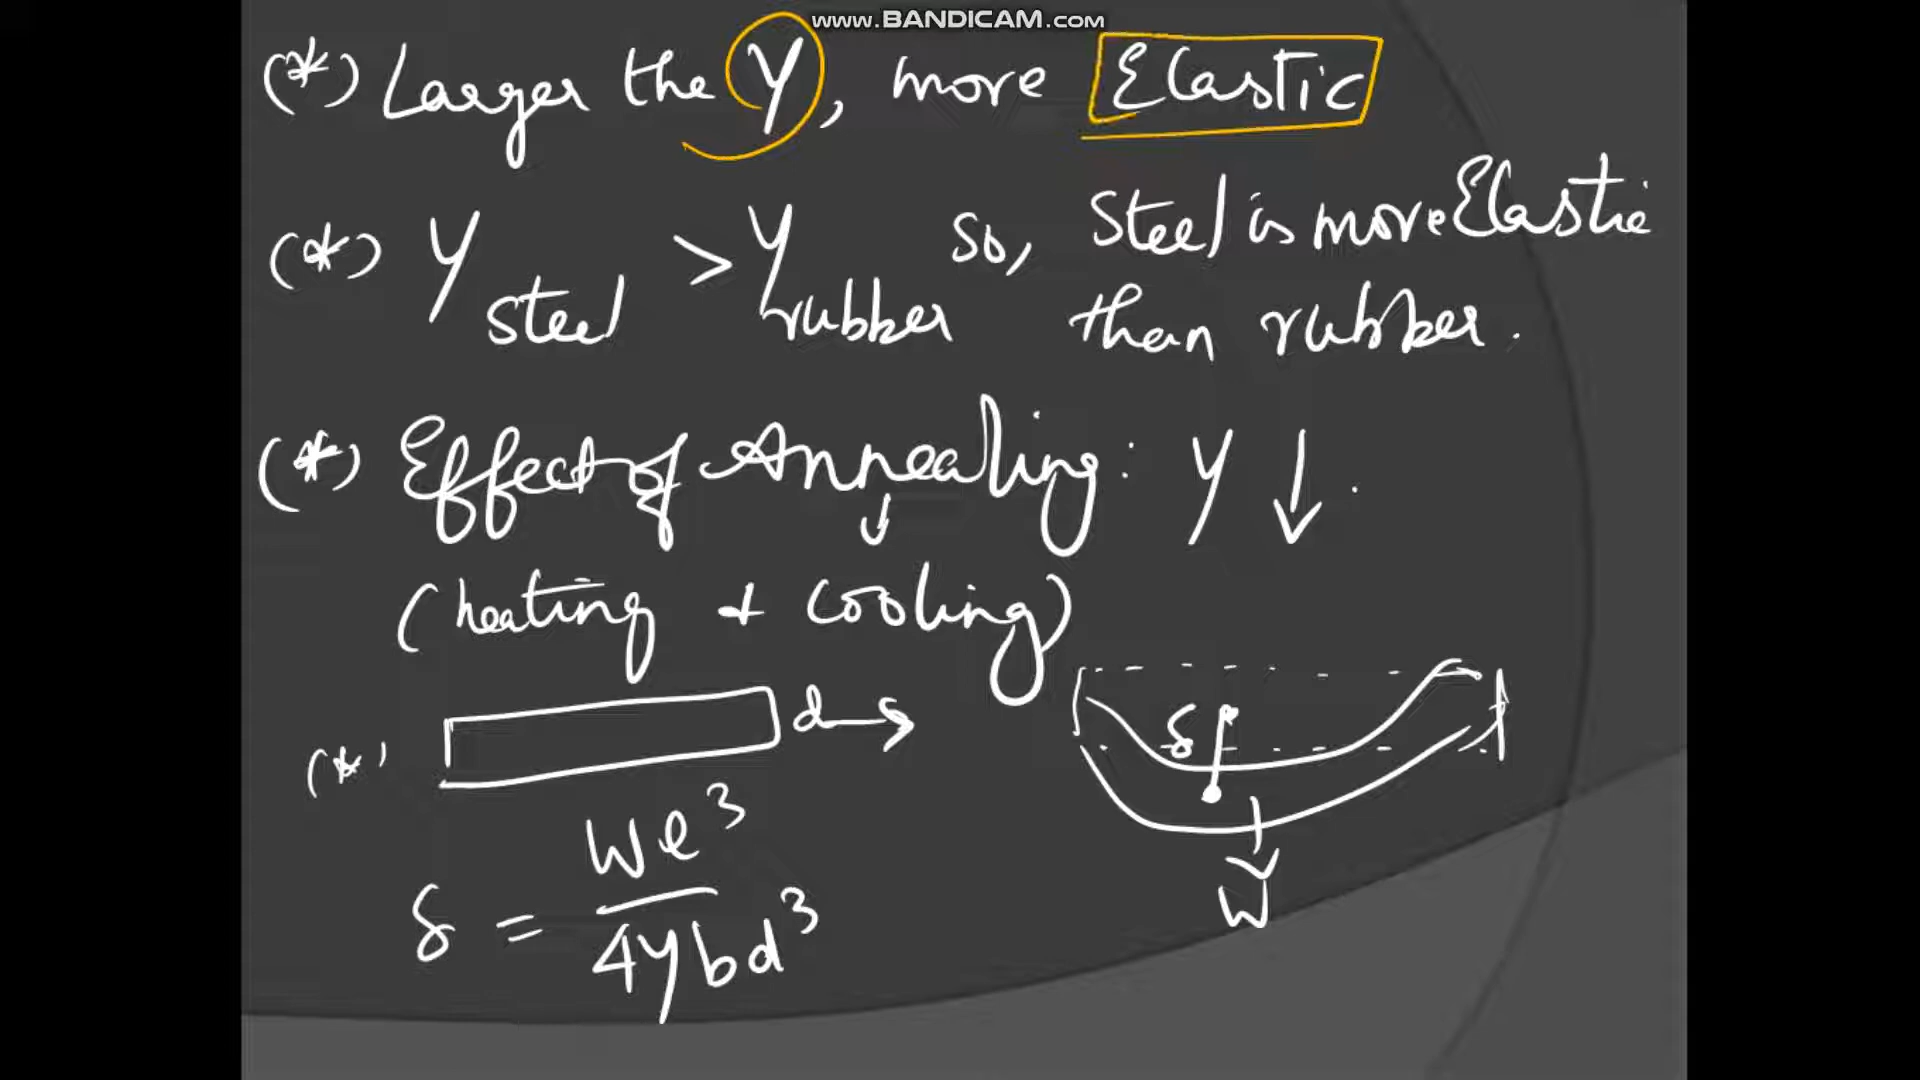 www.BANDICAM.com
(*) Larger the Y, more Elastic
(*) Y steel > Y rubber so, Steel is more Elastic
than rubber.
(*) Effect of Annealing: Y ↓.
(heating + cooling)
(*) d →
δ
W
δ = Wl³ / 4Ybd³